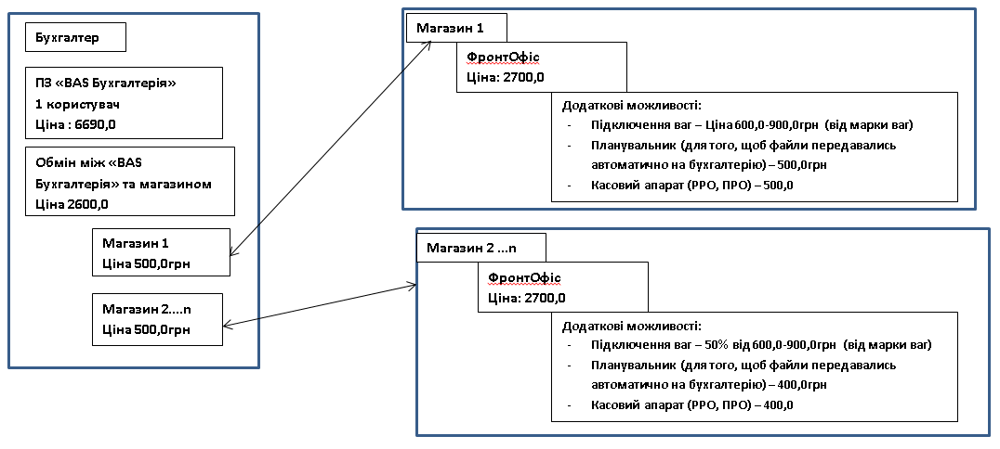 Бухгалтер
ПЗ «BAS Бухгалтерія»
1 користувач
Ціна : 6690,0
Обмін між «BAS
Бухгалтерія» та магазином
Ціна 2600,0
Магазин 1
Ціна 500,0грн
Магазин 2....n
Ціна 500,0грн
Магазин 1
ФронтОфіс
Ціна: 2700,0
Додаткові можливості:
- Підключення ваг – Ціна 600,0-900,0грн (від марки ваг)
- Планувальник (для того, щоб файли передавались
автоматично на бухгалтерію) – 500,0грн
- Касовий апарат (РРО, ПРО) – 500,0
Магазин 2 ...n
ФронтОфіс
Ціна: 2700,0
Додаткові можливості:
- Підключення ваг – 50% від 600,0-900,0грн (від марки ваг)
- Планувальник (для того, щоб файли передавались
автоматично на бухгалтерію) – 400,0грн
- Касовий апарат (РРО, ПРО) – 400,0